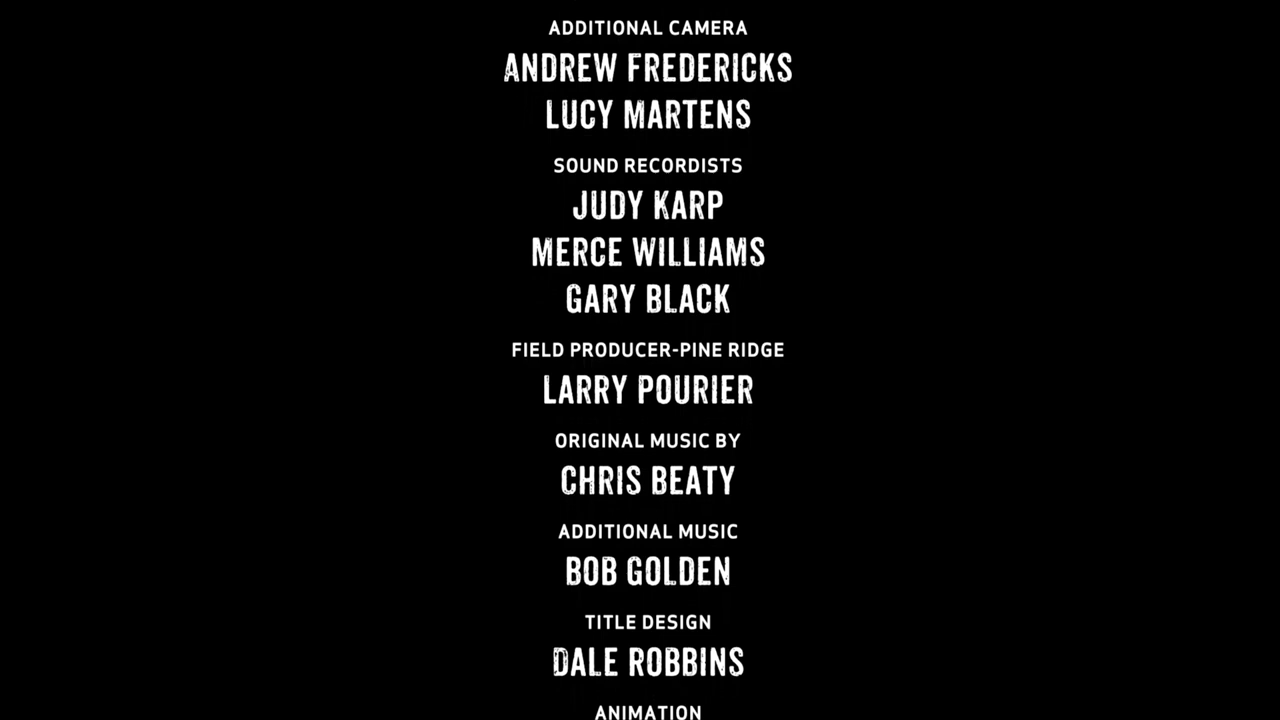 ADDITIONAL CAMERA
ANDREW FREDERICKS
LUCY MARTENS
SOUND RECORDISTS
JUDY KARP
MERCE WILLIAMS
GARY BLACK
FIELD PRODUCER-PINE RIDGE
LARRY POURIER
ORIGINAL MUSIC BY
CHRIS BEATY
ADDITIONAL MUSIC
BOB GOLDEN
TITLE DESIGN
DALE ROBBINS
ANIMATION